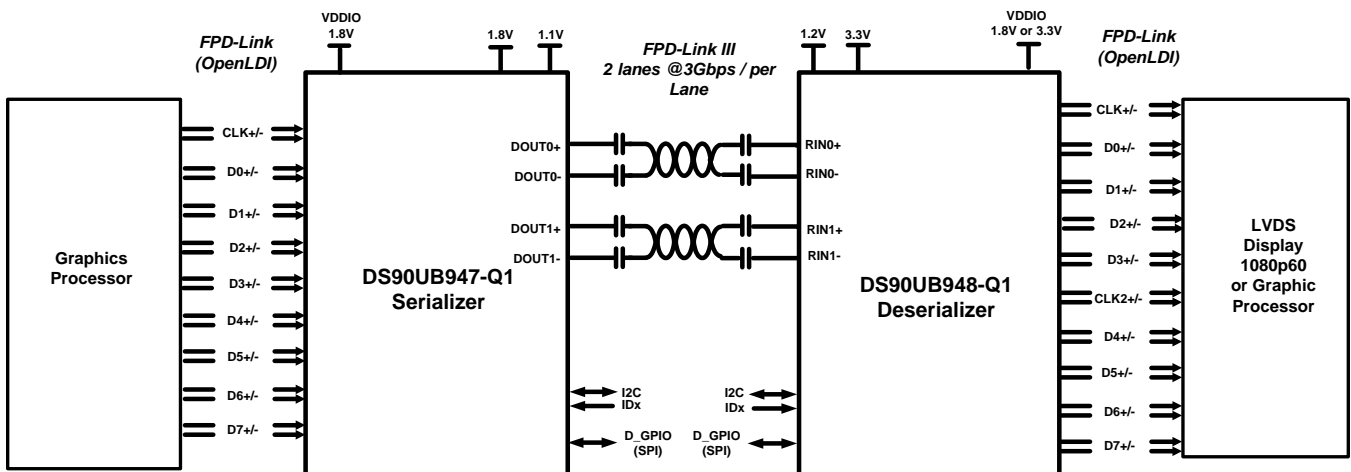 VDDIO
1.8V
1.8V
1.1V
FPD-Link
(OpenLDI)
FPD-Link III
2 lanes @3Gbps / per
Lane
1.2V
3.3V
VDDIO
1.8V or 3.3V
FPD-Link
(OpenLDI)
Graphics
Processor
CLK+/-
D0+/-
D1+/-
D2+/-
D3+/-
D4+/-
D5+/-
D6+/-
D7+/-
DS90UB947-Q1
Serializer
DOUT0+
DOUT0-
DOUT1+
DOUT1-
I2C
IDx
D_GPIO
(SPI)
RIN0+
RIN0-
RIN1+
RIN1-
I2C
IDx
D_GPIO
(SPI)
DS90UB948-Q1
Deserializer
CLK+/-
D0+/-
D1+/-
D2+/-
D3+/-
CLK2+/-
D4+/-
D5+/-
D6+/-
D7+/-
LVDS
Display
1080p60
or Graphic
Processor